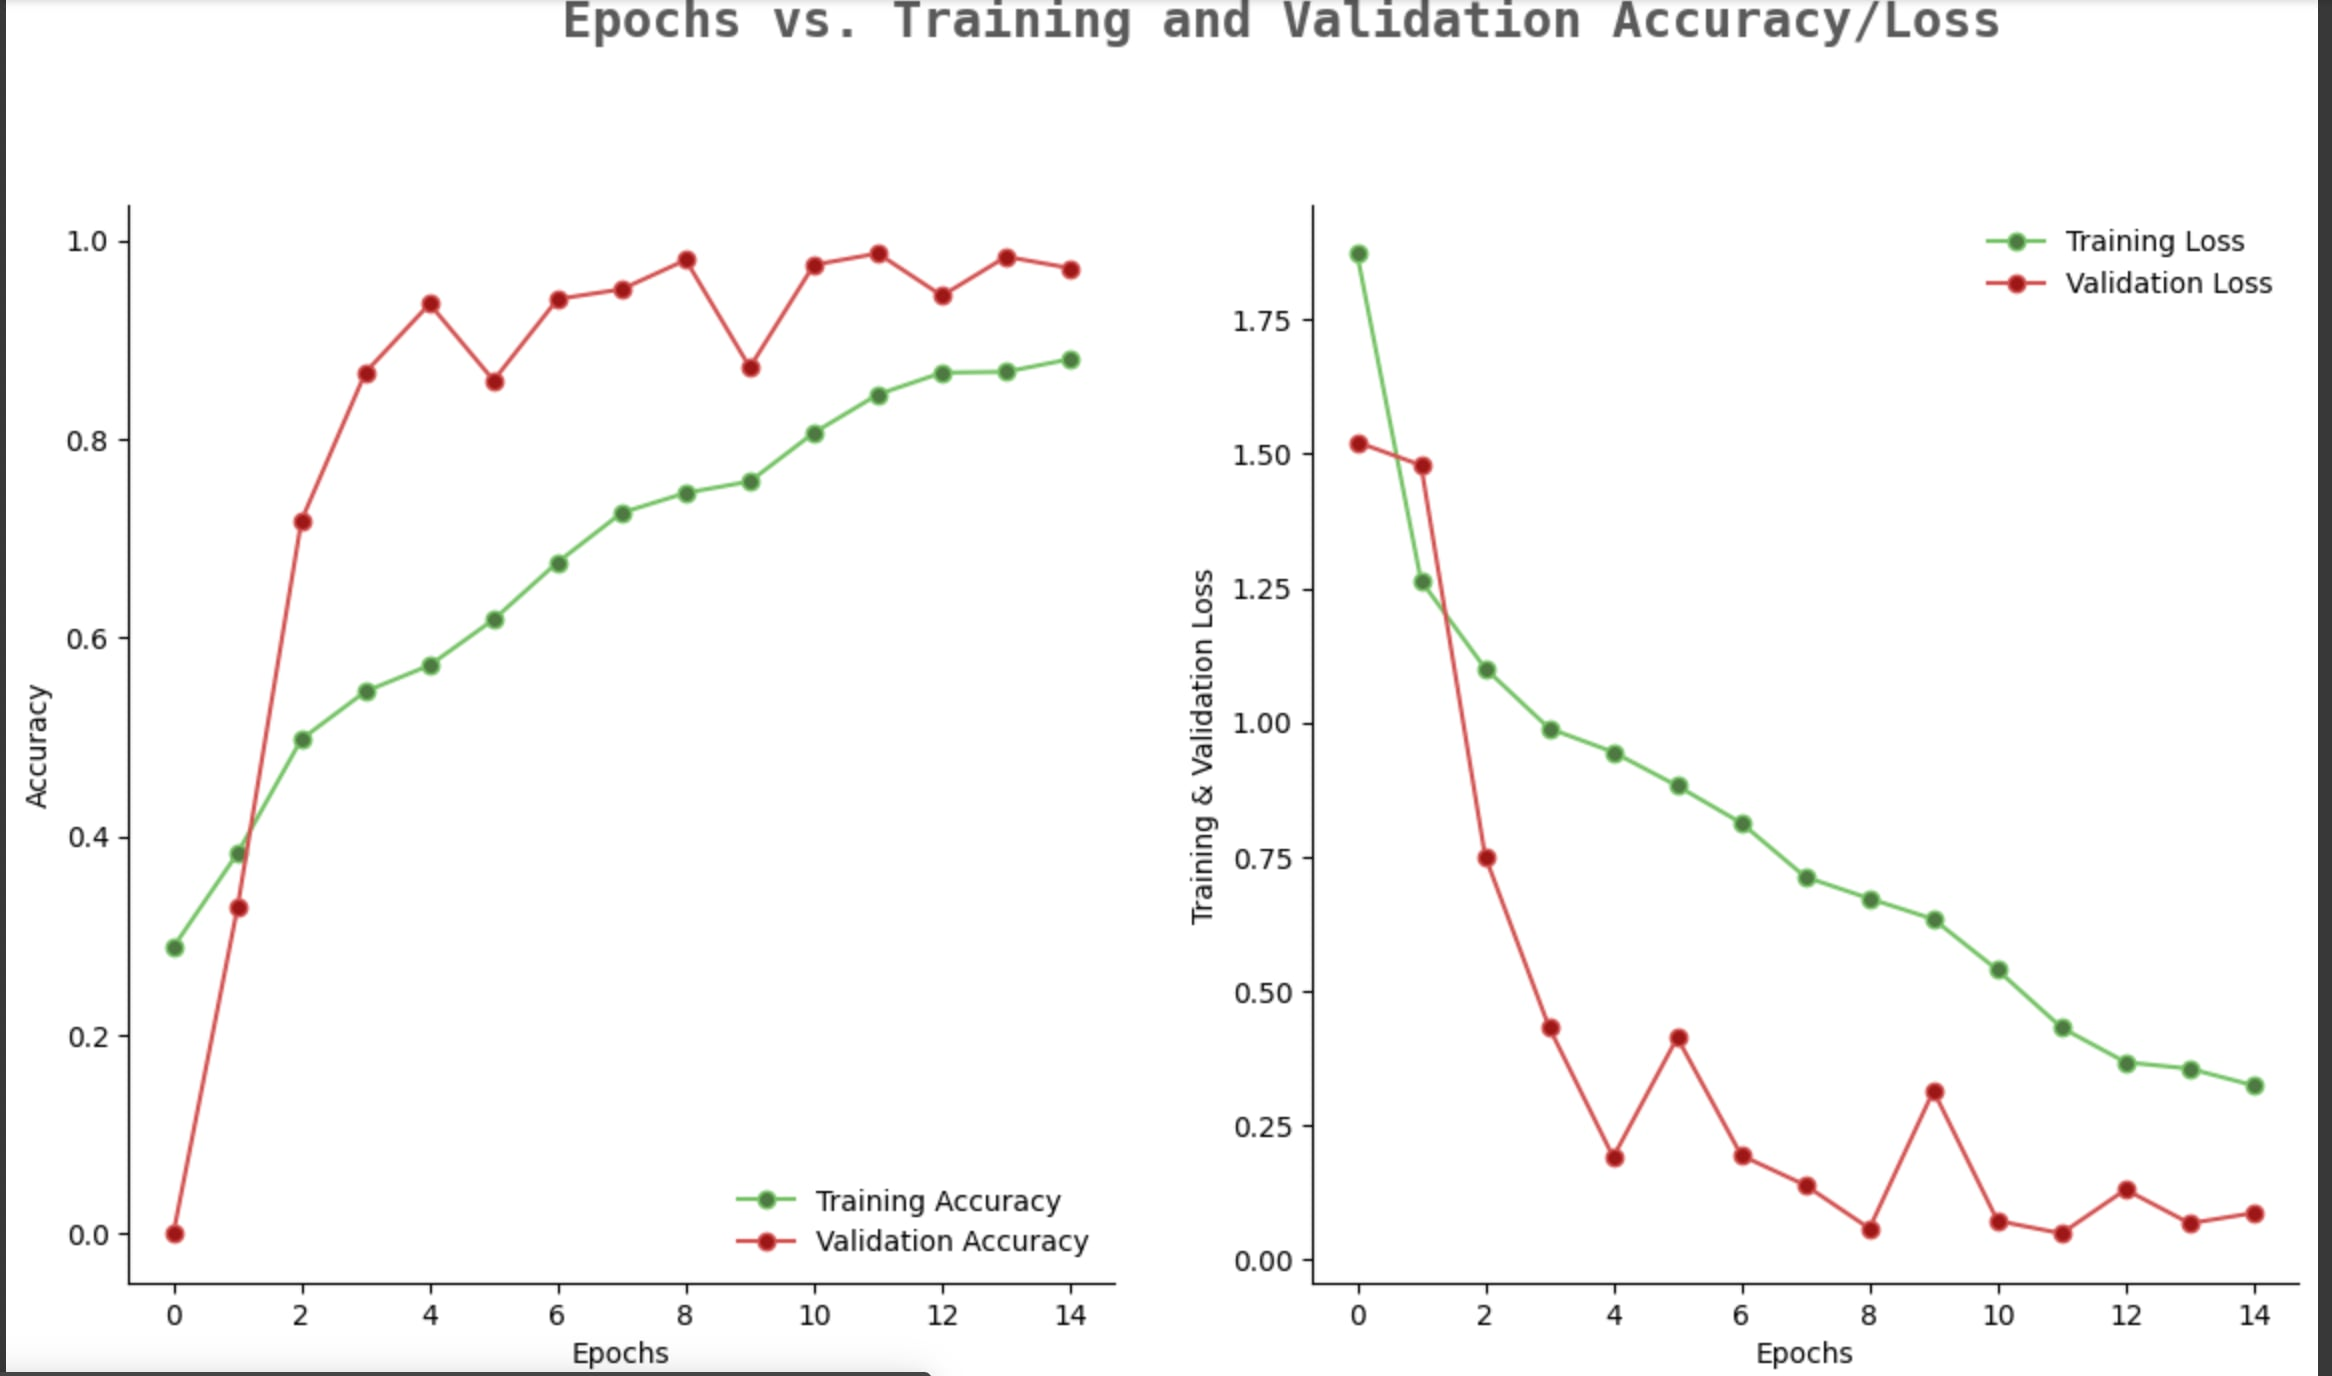 Epochs vs. Training and Validation Accuracy/Loss
1.0
0.8
0.6
0.4
0.2
0.0
Accuracy
0 2 4 6 8 10 12 14
Epochs
Training Accuracy
Validation Accuracy
1.75
1.50
1.25
1.00
0.75
0.50
0.25
0.00
Training & Validation Loss
0 2 4 6 8 10 12 14
Epochs
Training Loss
Validation Loss